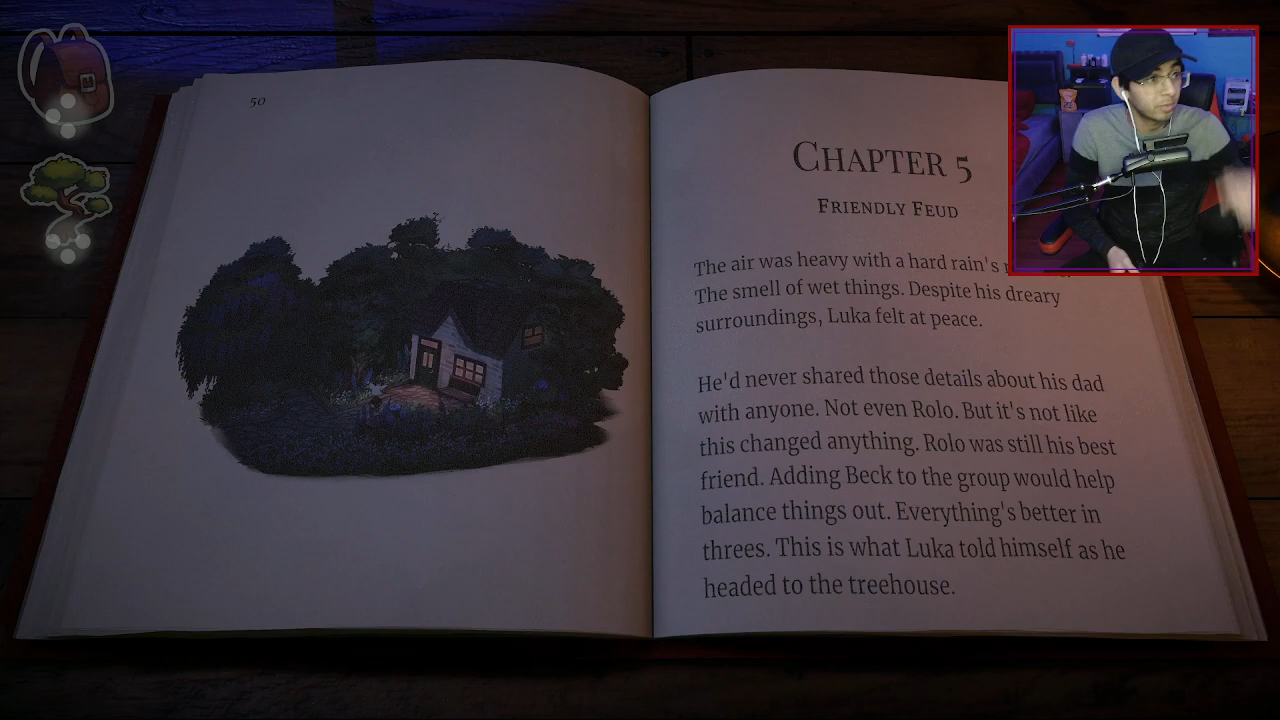 50
CHAPTER 5
FRIENDLY FEUD
The air was heavy with a hard rain's
The smell of wet things. Despite his dreary
surroundings, Luka felt at peace.
He'd never shared those details about his dad
with anyone. Not even Rolo. But it's not like
this changed anything. Rolo was still his best
friend. Adding Beck to the group would help
balance things out. Everything's better in
threes. This is what Luka told himself as he
headed to the treehouse.